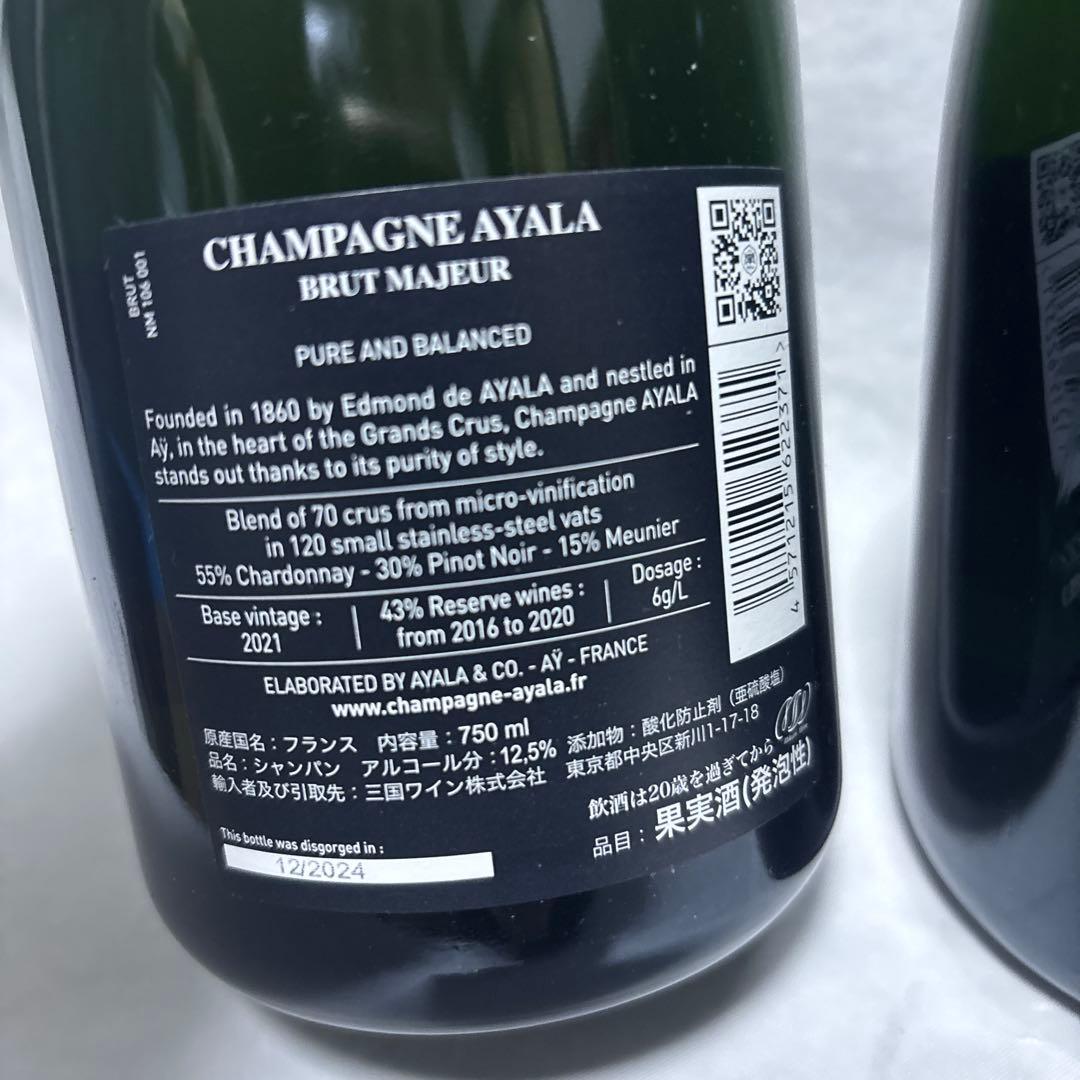 BRUT
NM 106 001
CHAMPAGNE AYALA
BRUT MAJEUR
PURE AND BALANCED
Founded in 1860 by Edmond de AYALA and nestled in
Aÿ, in the heart of the Grands Crus, Champagne AYALA
stands out thanks to its purity of style.
Blend of 70 crus from micro-vinification
in 120 small stainless-steel vats
55% Chardonnay - 30% Pinot Noir - 15% Meunier
Base vintage :
2021
43% Reserve wines :
from 2016 to 2020
Dosage :
6g/L
ELABORATED BY AYALA & CO. - AŸ - FRANCE
www.champagne-ayala.fr
原産国名：フランス 内容量：750 ml 添加物：酸化防止剤（亜硫酸塩）
品名：シャンパン アルコール分：12,5% 東京都中央区新川1-17-18
輸入者及び引取先：三国ワイン株式会社
飲酒は20歳を過ぎてから
品目：果実酒(発泡性)
This bottle was disgorged in :
12/2024
4 571215 622371 >